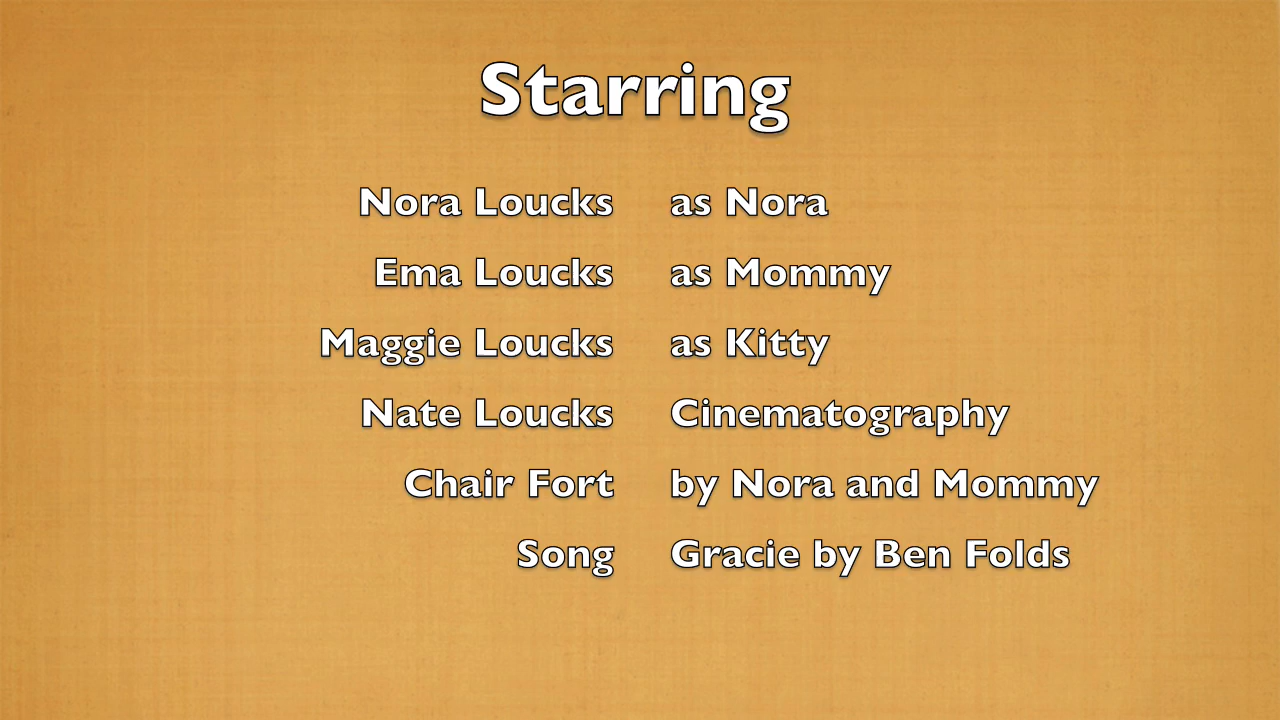 Starring
Nora Loucks as Nora
Ema Loucks as Mommy
Maggie Loucks as Kitty
Nate Loucks Cinematography
Chair Fort by Nora and Mommy
Song Gracie by Ben Folds